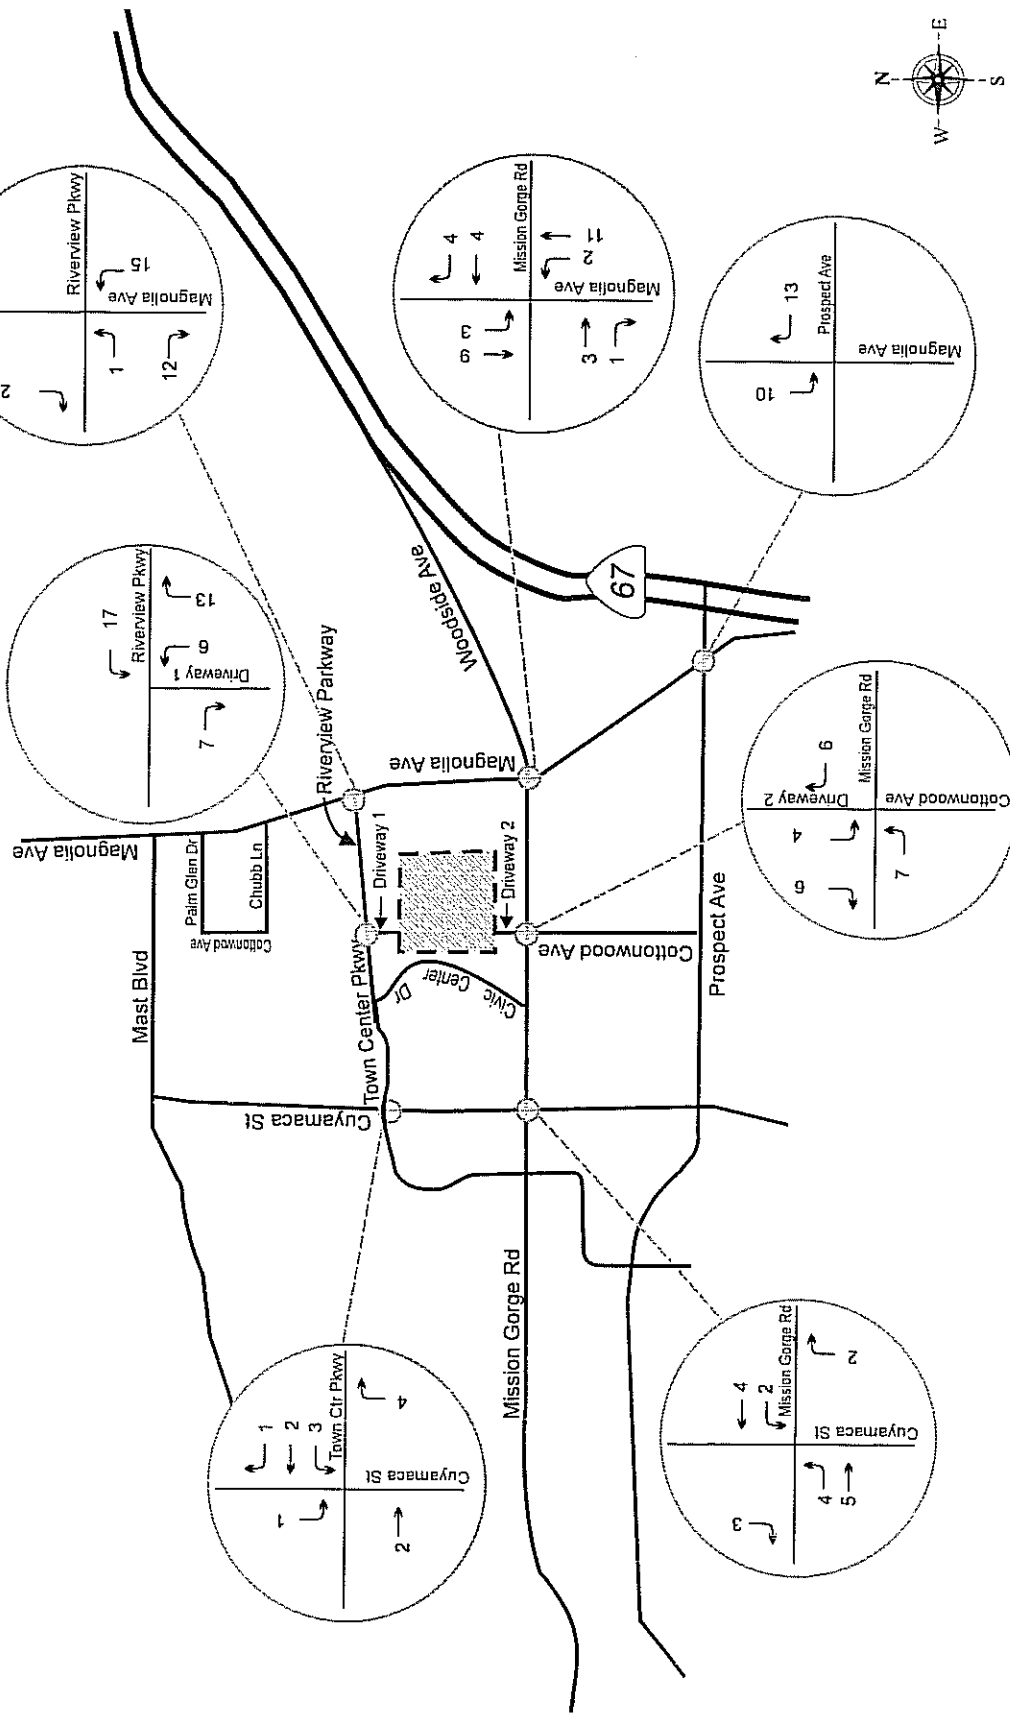 N
E
W
S
Riverview Pkwy
Magnolia Ave
2
1
12
15
Mission Gorge Rd
Magnolia Ave
4
4
3
9
3
1
2
11
Prospect Ave
Magnolia Ave
13
10
Riverview Pkwy
Driveway 1
17
13
6
7
Mission Gorge Rd
Driveway 2
Cottonwood Ave
6
4
6
7
Town Ctr Pkwy
Cuyamaca St
1
2
3
1
2
4
Mission Gorge Rd
Cuyamaca St
4
2
3
4
5
2
67
Woodside Ave
Riverview Parkway
Magnolia Ave
Magnolia Ave
Palm Glen Dr
Chubb Ln
Cottonwood Ave
Mast Blvd
Driveway 1
Driveway 2
Town Center Pkwy
Civic Center Dr
Cottonwood Ave
Prospect Ave
Cuyamaca St
Mission Gorge Rd